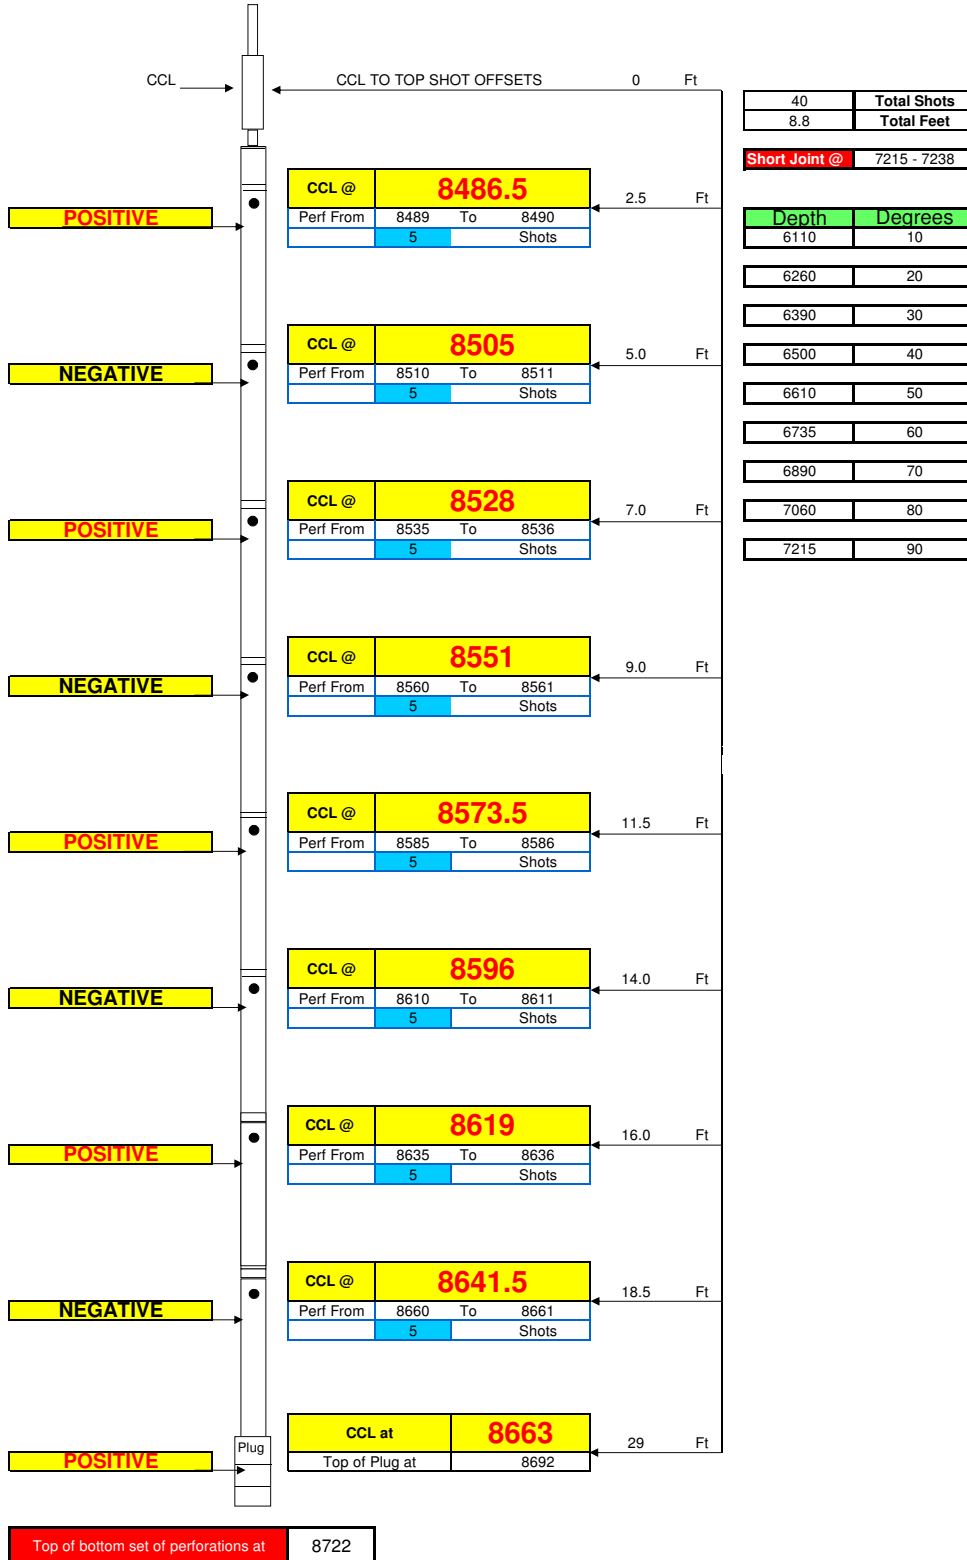 CCL
CCL TO TOP SHOT OFFSETS 0 Ft
40 Total Shots
8.8 Total Feet
Short Joint @ 7215 - 7238
CCL @ 8486.5
2.5 Ft
POSITIVE
Perf From 8489 To 8490
5 Shots
Depth Degrees
6110 10
6260 20
6390 30
6500 40
6610 50
6735 60
6890 70
7060 80
7215 90
CCL @ 8505
5.0 Ft
NEGATIVE
Perf From 8510 To 8511
5 Shots
CCL @ 8528
7.0 Ft
POSITIVE
Perf From 8535 To 8536
5 Shots
CCL @ 8551
9.0 Ft
NEGATIVE
Perf From 8560 To 8561
5 Shots
CCL @ 8573.5
11.5 Ft
POSITIVE
Perf From 8585 To 8586
5 Shots
CCL @ 8596
14.0 Ft
NEGATIVE
Perf From 8610 To 8611
5 Shots
CCL @ 8619
16.0 Ft
POSITIVE
Perf From 8635 To 8636
5 Shots
CCL @ 8641.5
18.5 Ft
NEGATIVE
Perf From 8660 To 8661
5 Shots
CCL at 8663
29 Ft
Plug
POSITIVE
Top of Plug at 8692
Top of bottom set of perforations at 8722